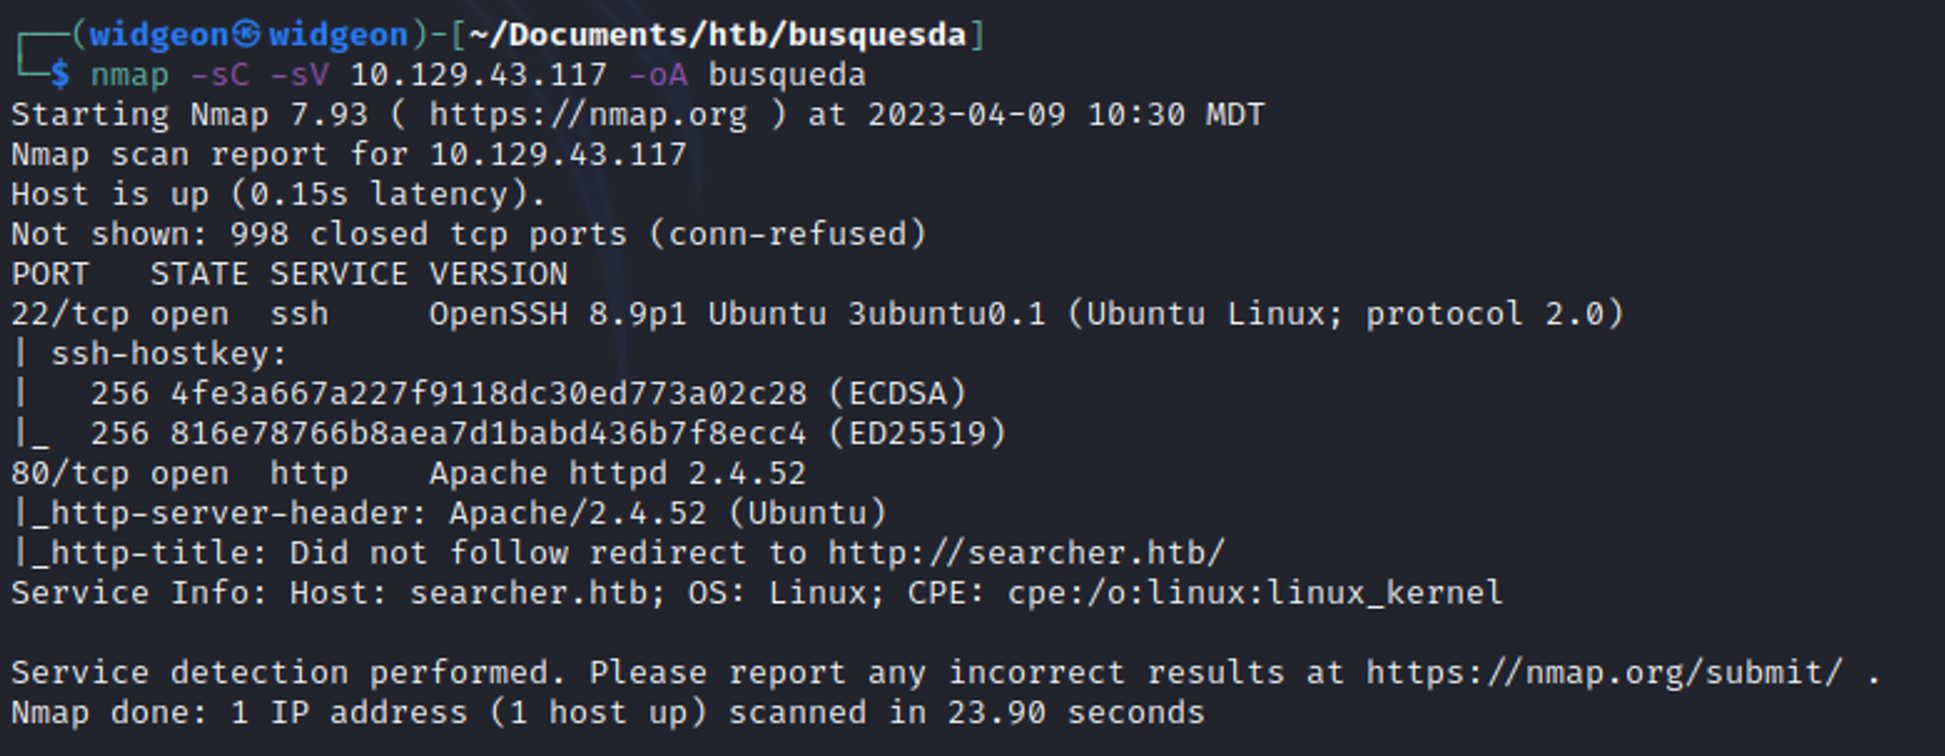 ┌──(widgeon㉿widgeon)-[~/Documents/htb/busquesda]
└─$ nmap -sC -sV 10.129.43.117 -oA busqueda
Starting Nmap 7.93 ( https://nmap.org ) at 2023-04-09 10:30 MDT
Nmap scan report for 10.129.43.117
Host is up (0.15s latency).
Not shown: 998 closed tcp ports (conn-refused)
PORT   STATE SERVICE VERSION
22/tcp open  ssh     OpenSSH 8.9p1 Ubuntu 3ubuntu0.1 (Ubuntu Linux; protocol 2.0)
| ssh-hostkey:
|   256 4fe3a667a227f9118dc30ed773a02c28 (ECDSA)
|_  256 816e78766b8aea7d1babd436b7f8ecc4 (ED25519)
80/tcp open  http    Apache httpd 2.4.52
|_http-server-header: Apache/2.4.52 (Ubuntu)
|_http-title: Did not follow redirect to http://searcher.htb/
Service Info: Host: searcher.htb; OS: Linux; CPE: cpe:/o:linux:linux_kernel

Service detection performed. Please report any incorrect results at https://nmap.org/submit/ .
Nmap done: 1 IP address (1 host up) scanned in 23.90 seconds